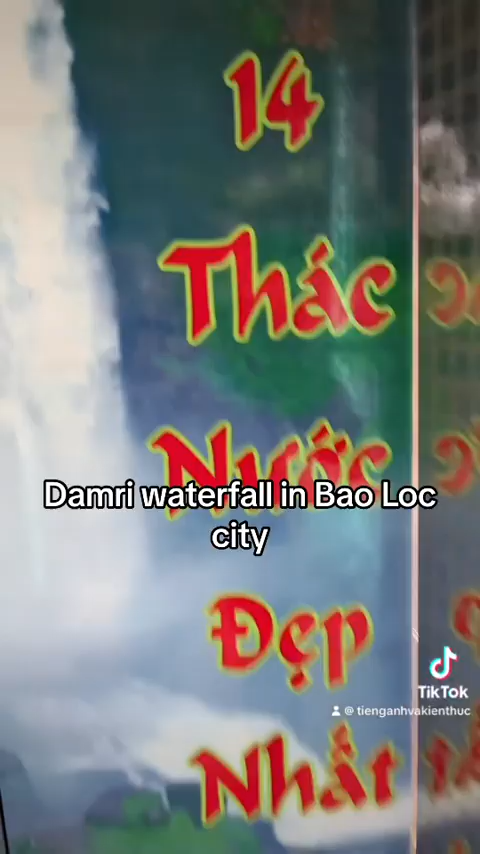 14
Thác
Nước
Damri waterfall in Bao Loc
city
Đẹp
Nhất
TikTok
@ tienganhvakienthuc